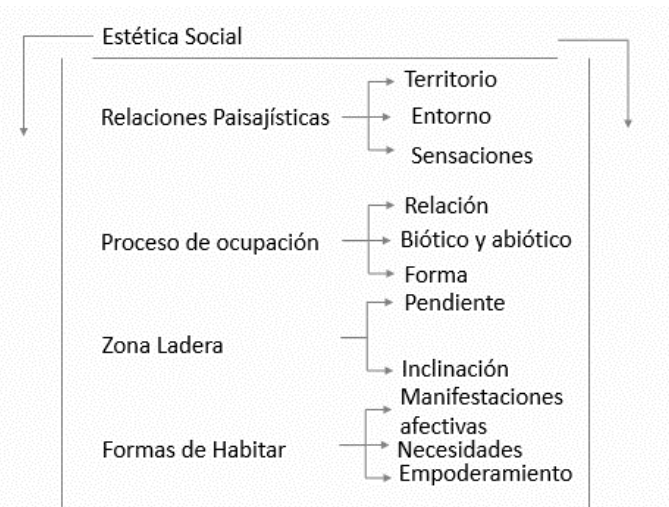 Estética Social
Relaciones Paisajísticas
Territorio
Entorno
Sensaciones
Proceso de ocupación
Relación
Biótico y abiótico
Forma
Zona Ladera
Pendiente
Inclinación
Formas de Habitar
Manifestaciones
afectivas
Necesidades
Empoderamiento